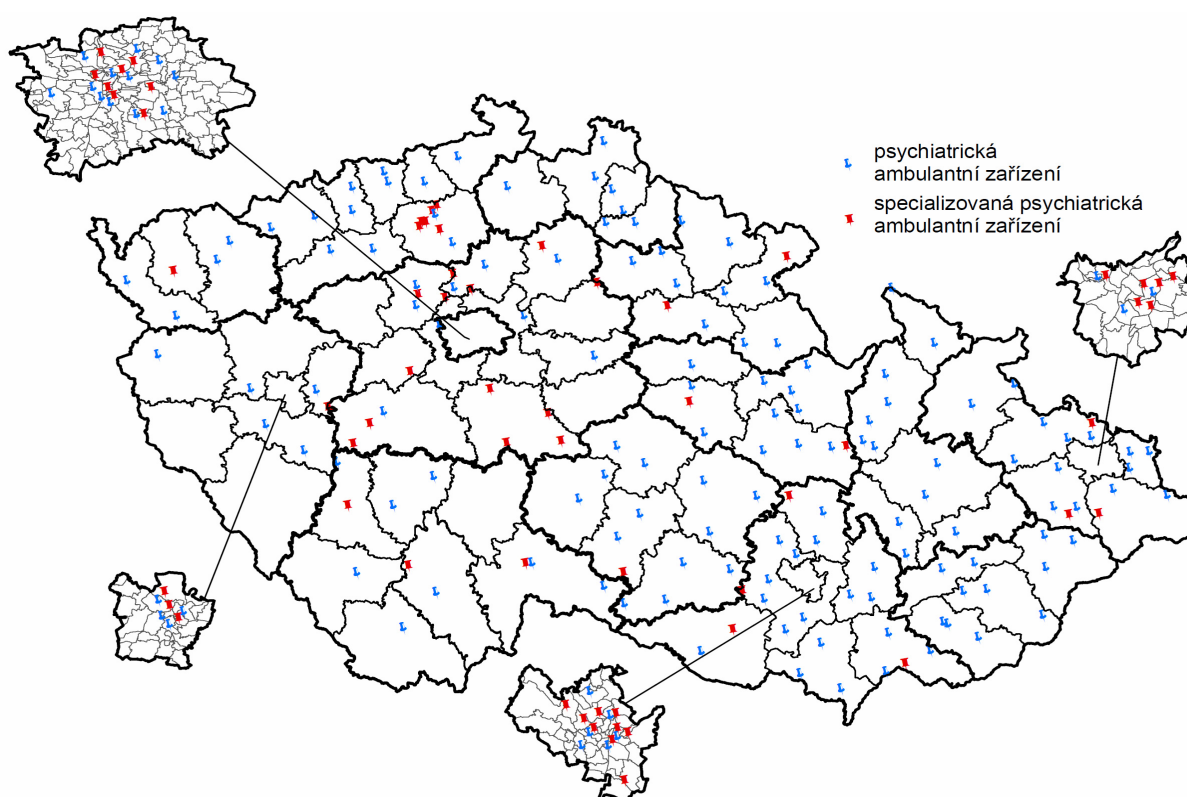 psychiatrická
ambulantní zařízení
specializovaná psychiatrická
ambulantní zařízení